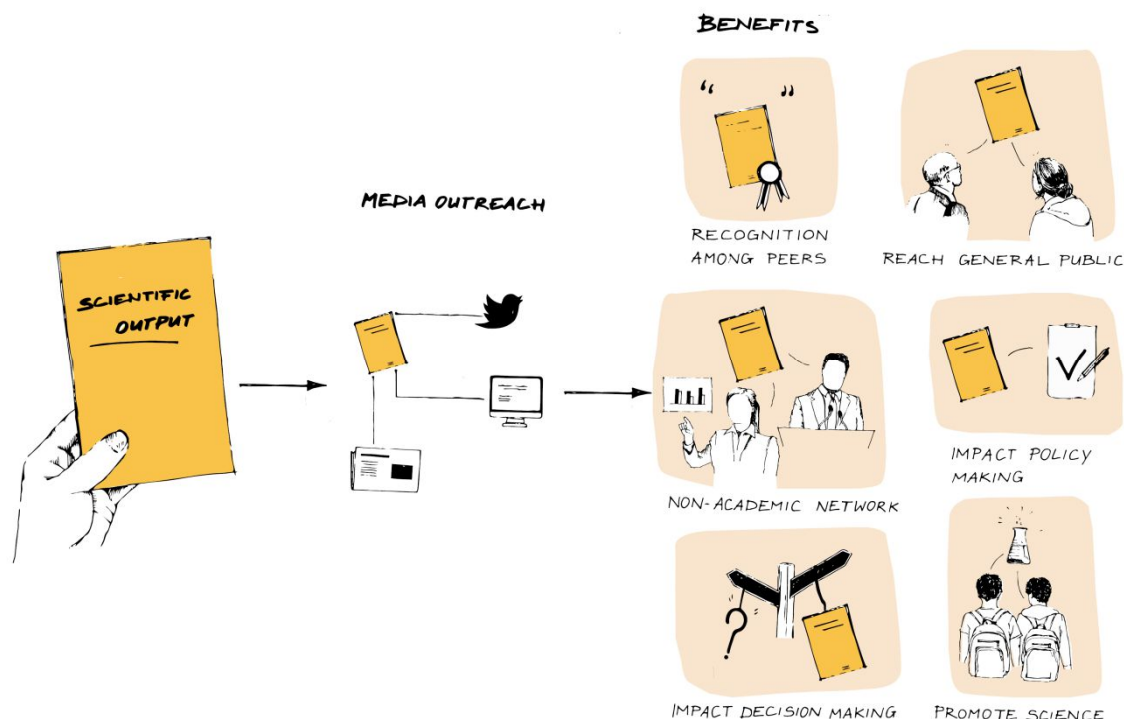 BENEFITS
MEDIA OUTREACH
SCIENTIFIC
OUTPUT
RECOGNITION
AMONG PEERS
REACH GENERAL PUBLIC
NON-ACADEMIC NETWORK
IMPACT POLICY
MAKING
IMPACT DECISION MAKING
PROMOTE SCIENCE